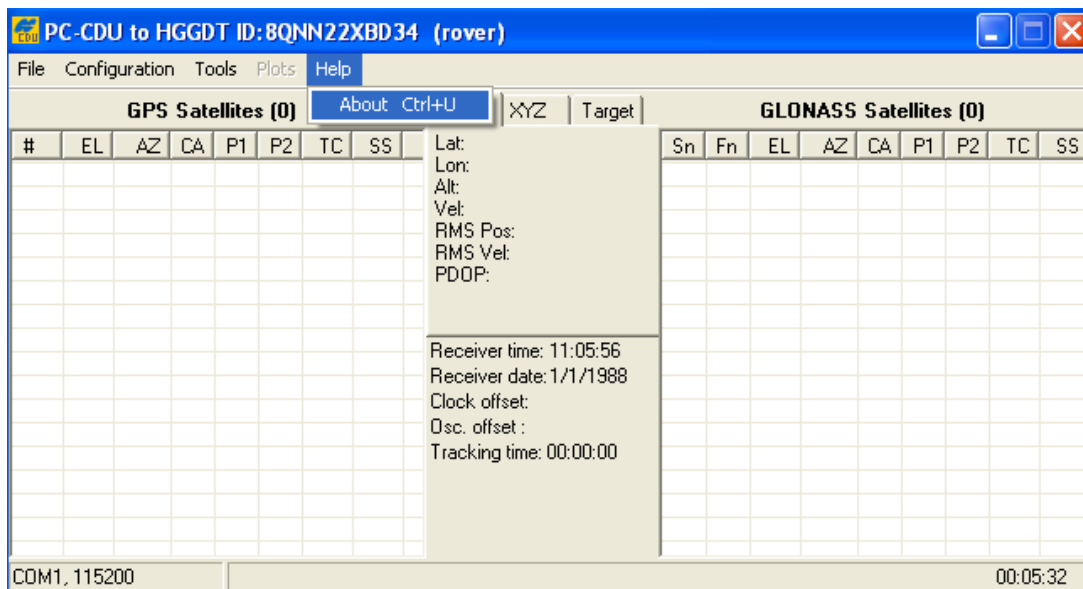 CDU PC-CDU to HGGDT ID:8QNN22XBD34 (rover)
File Configuration Tools Plots Help
About Ctrl+U
GPS Satellites (0) XYZ Target GLONASS Satellites (0)
# EL AZ CA P1 P2 TC SS Sn Fn EL AZ CA P1 P2 TC SS
Lat:
Lon:
Alt:
Vel:
RMS Pos:
RMS Vel:
PDOP:
Receiver time: 11:05:56
Receiver date: 1/1/1988
Clock offset:
Osc. offset :
Tracking time: 00:00:00
COM1, 115200 00:05:32